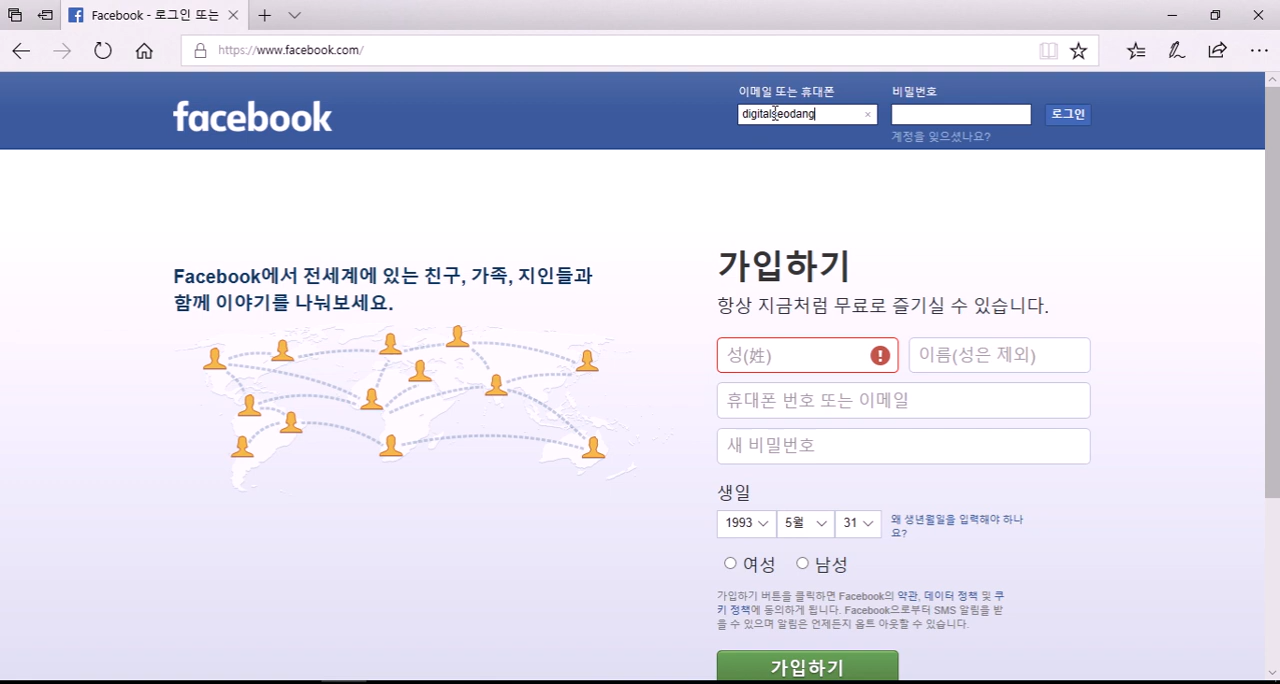 Facebook - 로그인 또는
https://www.facebook.com/
facebook
이메일 또는 휴대폰
비밀번호
digitalseodang
로그인
계정을 잊으셨나요?
Facebook에서 전세계에 있는 친구, 가족, 지인들과
함께 이야기를 나눠보세요.
가입하기
항상 지금처럼 무료로 즐기실 수 있습니다.
성(姓)
이름(성은 제외)
휴대폰 번호 또는 이메일
새 비밀번호
생일
1993 5월 31
왜 생년월일을 입력해야 하나
요?
여성 남성
가입하기 버튼을 클릭하면 Facebook의 약관, 데이터 정책 및 쿠
키 정책에 동의하게 됩니다. Facebook으로부터 SMS 알림을 받
을 수 있으며 알림은 언제든지 옵트 아웃할 수 있습니다.
가입하기